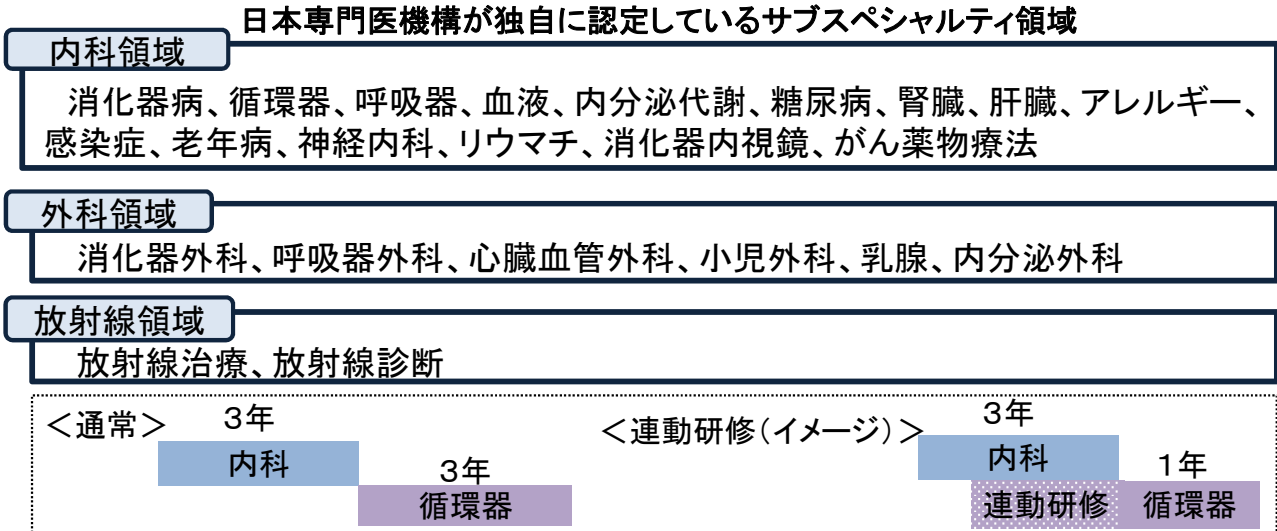 日本専門医機構が独自に認定しているサブスペシャルティ領域
内科領域
消化器病、循環器、呼吸器、血液、内分泌代謝、糖尿病、腎臓、肝臓、アレルギー、
感染症、老年病、神経内科、リウマチ、消化器内視鏡、がん薬物療法
外科領域
消化器外科、呼吸器外科、心臓血管外科、小児外科、乳腺、内分泌外科
放射線領域
放射線治療、放射線診断
＜通常＞
３年
内科
３年
循環器
＜連動研修（イメージ）＞
３年
内科
１年
連動研修
循環器